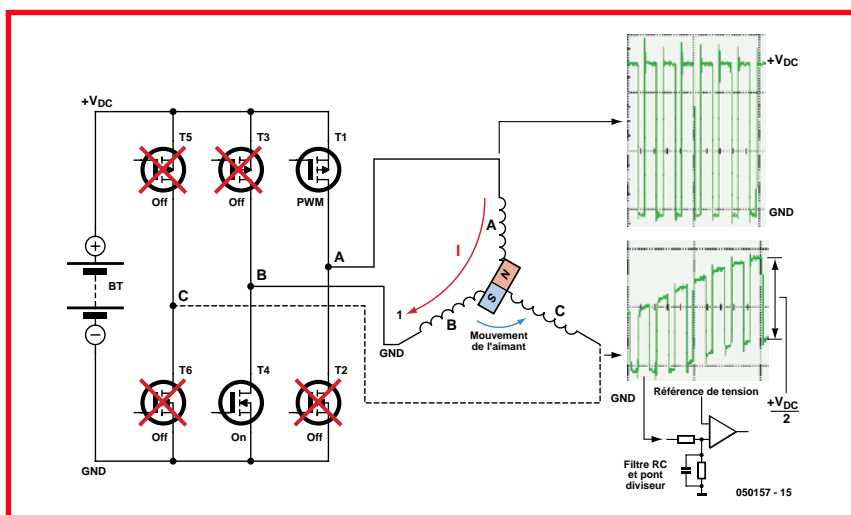 +VDC
T5
T3
T1
Off
Off
PWM
A
B
C
BT
T6
T4
T2
Off
On
Off
GND
I
A
N
S
B
C
1
GND
Mouvement
de l'aimant
+VDC
GND
GND
Référence de tension
+VDC
2
Filtre RC
et pont
diviseur
050157 - 15